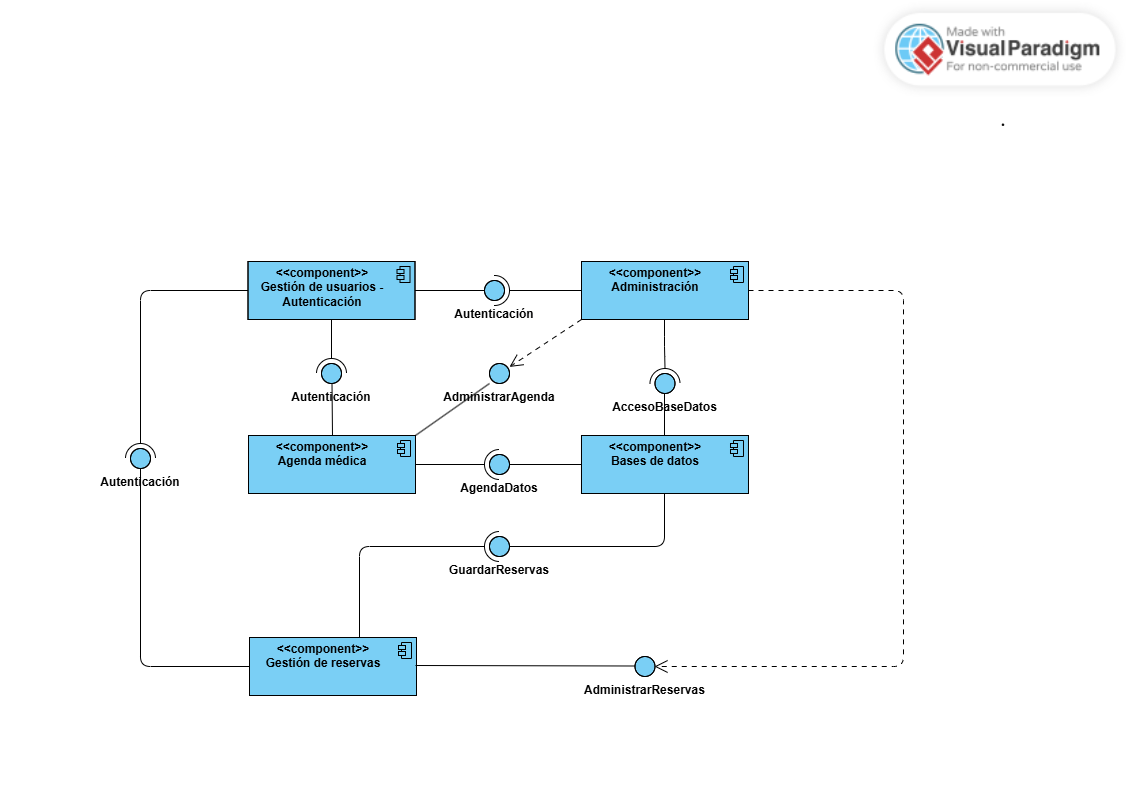 Made with
Visual Paradigm
For non-commercial use
.
<<component>>
Gestión de usuarios -
Autenticación
<<component>>
Administración
Autenticación
Autenticación
AdministrarAgenda
AccesoBaseDatos
<<component>>
Agenda médica
<<component>>
Bases de datos
Autenticación
AgendaDatos
GuardarReservas
<<component>>
Gestión de reservas
AdministrarReservas